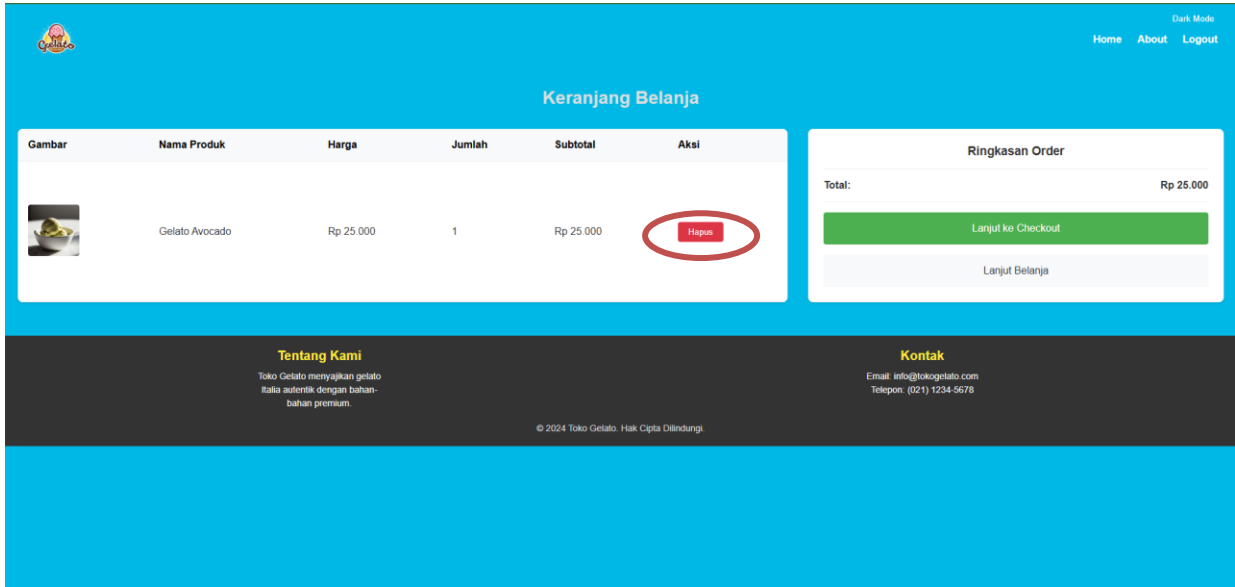 Dark Mode
Gelato
Home About Logout
Keranjang Belanja
Gambar Nama Produk Harga Jumlah Subtotal Aksi
Gelato Avocado Rp 25.000 1 Rp 25.000 Hapus
Ringkasan Order
Total: Rp 25.000
Lanjut ke Checkout
Lanjut Belanja
Tentang Kami
Toko Gelato menyajikan gelato
Italia autentik dengan bahan-
bahan premium.
Kontak
Email: info@tokogelato.com
Telepon: (021) 1234-5678
© 2024 Toko Gelato. Hak Cipta Dilindungi.